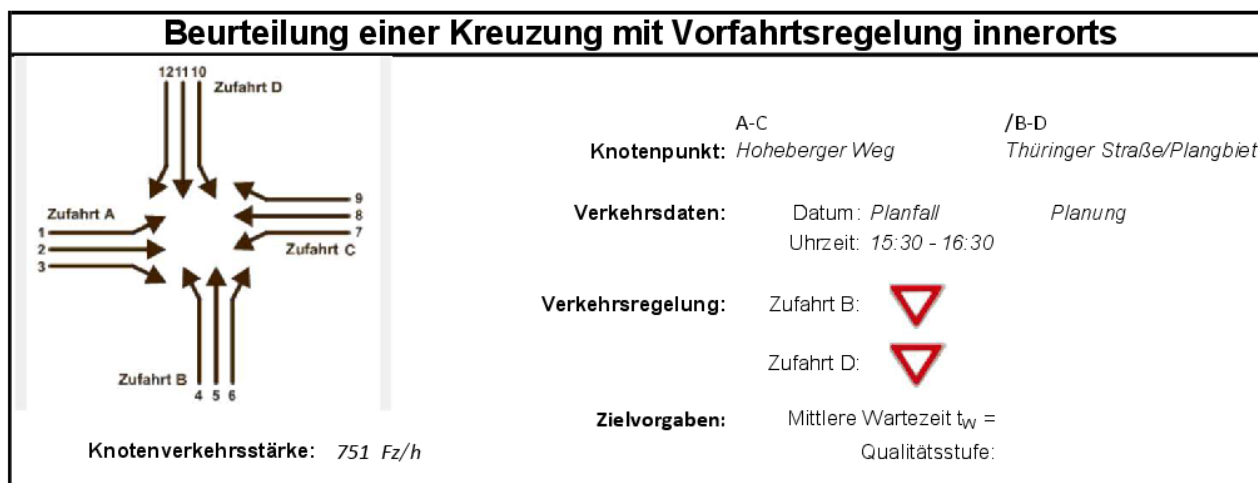 Beurteilung einer Kreuzung mit Vorfahrtsregelung innerorts
12 11 10
Zufahrt D
Zufahrt A
1
2
3
9
8
7
Zufahrt C
Zufahrt B
4 5 6
Knotenverkehrsstärke: 751 Fz/h
A-C /B-D
Knotenpunkt: Hoheberger Weg Thüringer Straße/Plangbiet
Verkehrsdaten: Datum: Planfall Planung
Uhrzeit: 15:30 - 16:30
Verkehrsregelung: Zufahrt B:
Zufahrt D:
Zielvorgaben: Mittlere Wartezeit tW =
Qualitätsstufe: